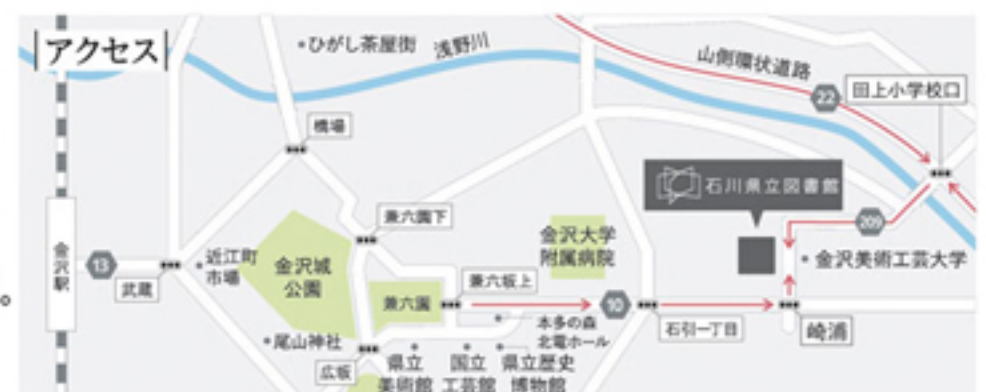 アクセス
ひがし茶屋街
浅野川
山側環状道路
22
田上小学校口
橋場
石川県立図書館
兼六園下
209
金沢大学
附属病院
金沢駅
13
武蔵
近江町
市場
金沢城
公園
金沢美術工芸大学
兼六園
兼六坂上
10
石引一丁目
崎浦
本多の森
北電ホール
尾山神社
広坂
県立
美術館
国立
工芸館
県立歴史
博物館